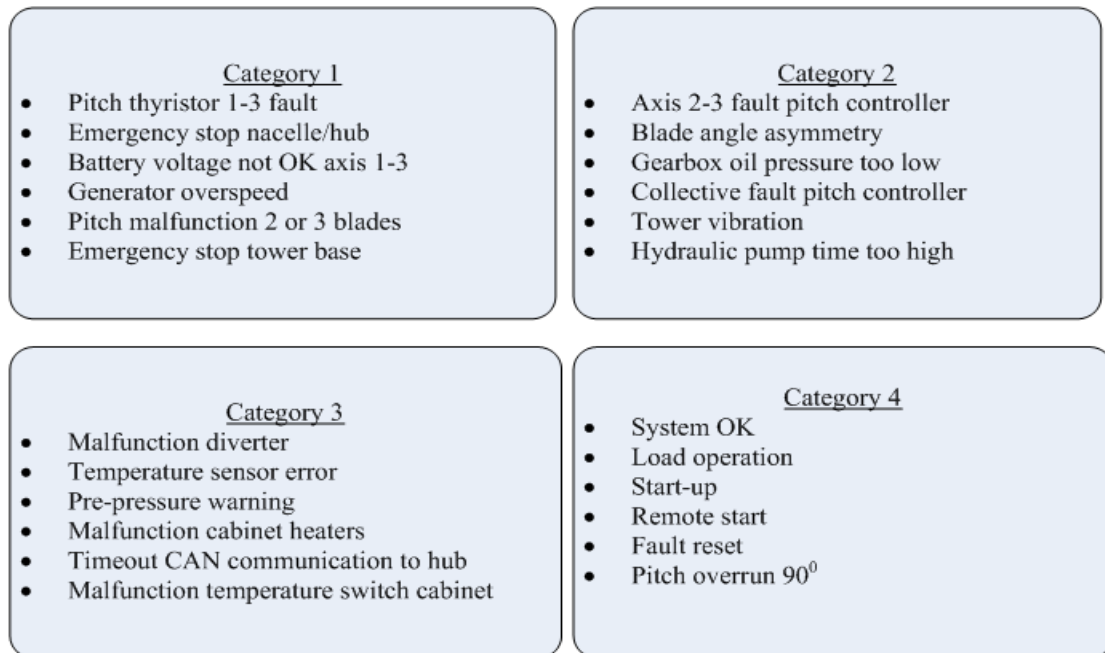 Category 1
• Pitch thyristor 1-3 fault
• Emergency stop nacelle/hub
• Battery voltage not OK axis 1-3
• Generator overspeed
• Pitch malfunction 2 or 3 blades
• Emergency stop tower base
Category 2
• Axis 2-3 fault pitch controller
• Blade angle asymmetry
• Gearbox oil pressure too low
• Collective fault pitch controller
• Tower vibration
• Hydraulic pump time too high
Category 3
• Malfunction diverter
• Temperature sensor error
• Pre-pressure warning
• Malfunction cabinet heaters
• Timeout CAN communication to hub
• Malfunction temperature switch cabinet
Category 4
• System OK
• Load operation
• Start-up
• Remote start
• Fault reset
• Pitch overrun 90⁰